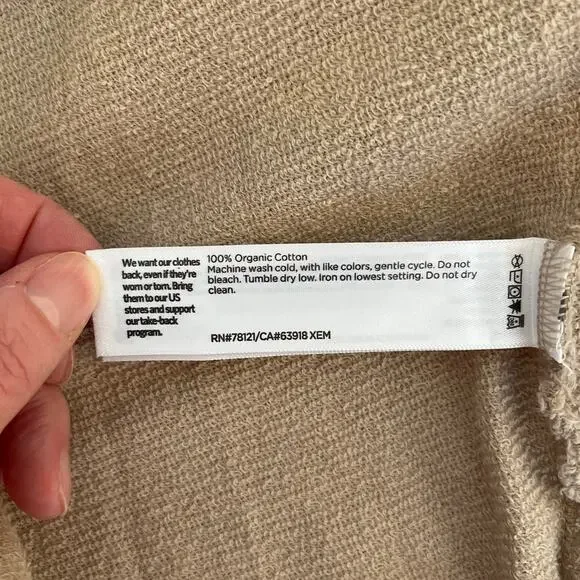 We want our clothes
back, even if they're
worn or torn. Bring
them to our US
stores and support
our take-back
program.
100% Organic Cotton
Machine wash cold, with like colors, gentle cycle. Do not
bleach. Tumble dry low. Iron on lowest setting. Do not dry
clean.
RN#78121/CA#63918 XEM